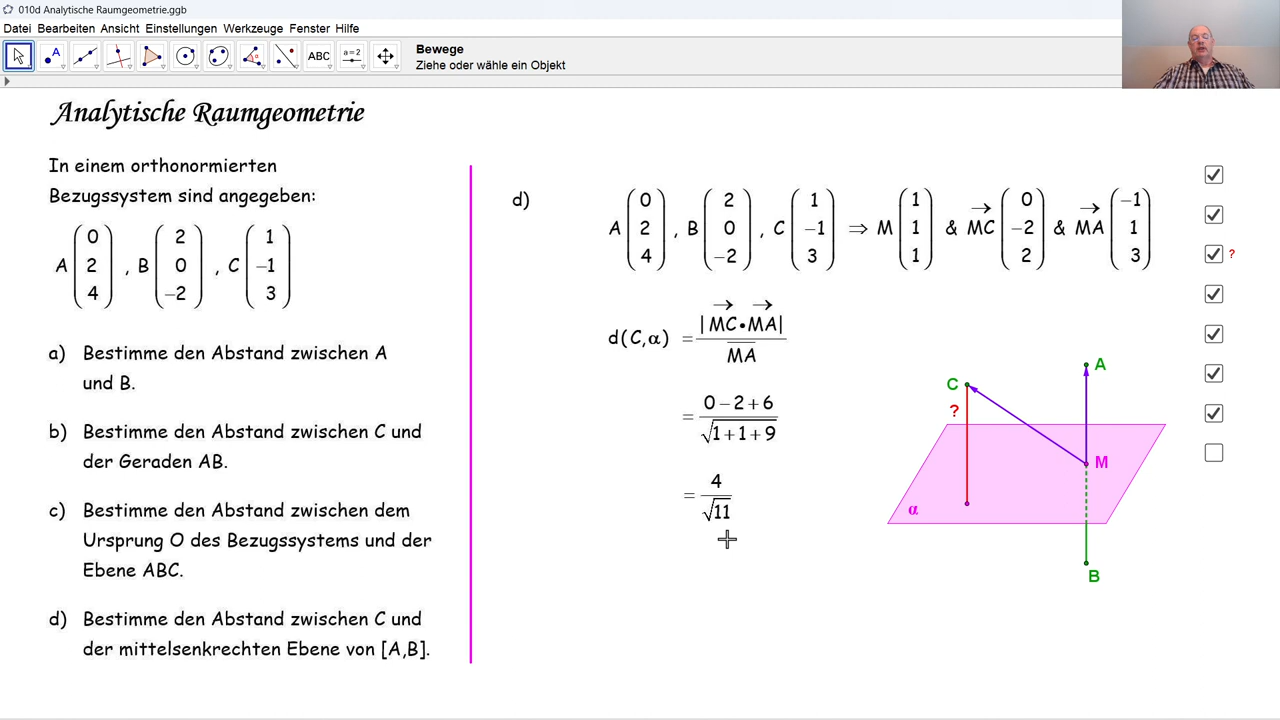 010d Analytische Raumgeometrie.ggb
Datei Bearbeiten Ansicht Einstellungen Werkzeuge Fenster Hilfe
A ABC a=2
Bewege
Ziehe oder wähle ein Objekt
Analytische Raumgeometrie
In einem orthonormierten
Bezugssystem sind angegeben:
A (0 2 4), B (2 0 −2), C (1 −1 3)
a) Bestimme den Abstand zwischen A
und B.
b) Bestimme den Abstand zwischen C und
der Geraden AB.
c) Bestimme den Abstand zwischen dem
Ursprung O des Bezugssystems und der
Ebene ABC.
d) Bestimme den Abstand zwischen C und
der mittelsenkrechten Ebene von [A,B].
d) A (0 2 4), B (2 0 −2), C (1 −1 3) ⇒ M (1 1 1) & MC→ (0 −2 2) & MA→ (−1 1 3)
d(C,α) = |MC→•MA→| / M̅A̅
= (0−2+6) / √(1+1+9)
= 4 / √11
?
A
C
?
M
α
B